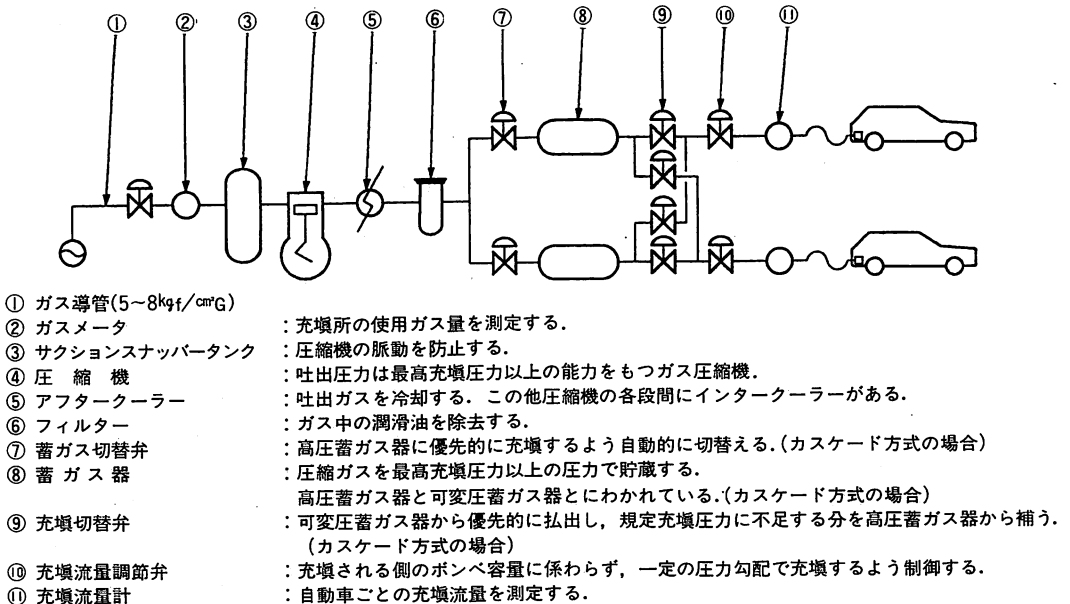 ① ② ③ ④ ⑤ ⑥ ⑦ ⑧ ⑨ ⑩ ⑪
① ガス導管(5~8kgf/cm²G)
② ガスメータ :充塡所の使用ガス量を測定する.
③ サクションスナッバータンク :圧縮機の脈動を防止する.
④ 圧縮機 :吐出圧力は最高充塡圧力以上の能力をもつガス圧縮機.
⑤ アフタークーラー :吐出ガスを冷却する.この他圧縮機の各段間にインタークーラーがある.
⑥ フィルター :ガス中の潤滑油を除去する.
⑦ 蓄ガス切替弁 :高圧蓄ガス器に優先的に充塡するよう自動的に切替える.(カスケード方式の場合)
⑧ 蓄ガス器 :圧縮ガスを最高充塡圧力以上の圧力で貯蔵する.
高圧蓄ガス器と可変圧蓄ガス器とにわかれている.(カスケード方式の場合)
⑨ 充塡切替弁 :可変圧蓄ガス器から優先的に払出し,規定充塡圧力に不足する分を高圧蓄ガス器から補う.
(カスケード方式の場合)
⑩ 充塡流量調節弁 :充塡される側のボンベ容量に係わらず,一定の圧力勾配で充塡するよう制御する.
⑪ 充塡流量計 :自動車ごとの充塡流量を測定する.